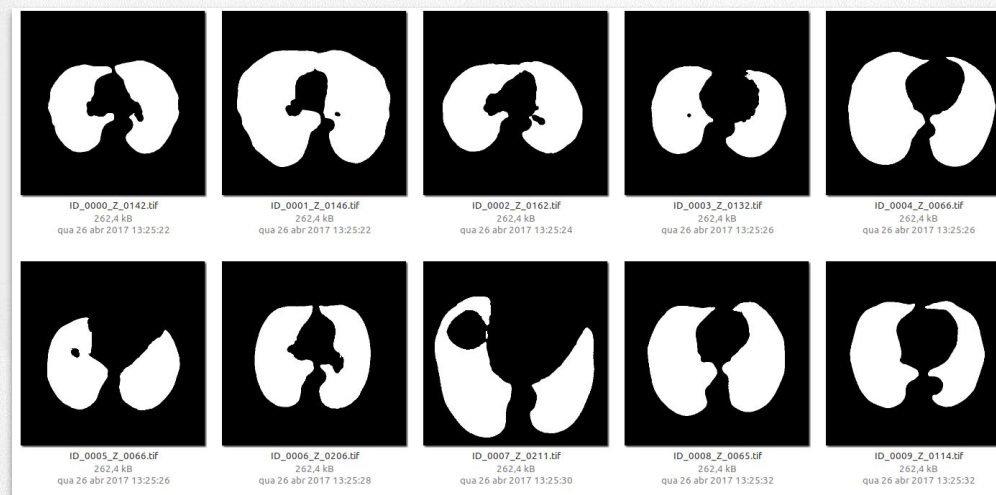 ID_0000_Z_0142.tif
262,4 kB
qua 26 abr 2017 13:25:22
ID_0001_Z_0146.tif
262,4 kB
qua 26 abr 2017 13:25:22
ID_0002_Z_0162.tif
262,4 kB
qua 26 abr 2017 13:25:24
ID_0003_Z_0132.tif
262,4 kB
qua 26 abr 2017 13:25:26
ID_0004_Z_0066.tif
262,4 kB
qua 26 abr 2017 13:25:26
ID_0005_Z_0066.tif
262,4 kB
qua 26 abr 2017 13:25:26
ID_0006_Z_0206.tif
262,4 kB
qua 26 abr 2017 13:25:28
ID_0007_Z_0211.tif
262,4 kB
qua 26 abr 2017 13:25:30
ID_0008_Z_0065.tif
262,4 kB
qua 26 abr 2017 13:25:32
ID_0009_Z_0114.tif
262,4 kB
qua 26 abr 2017 13:25:32